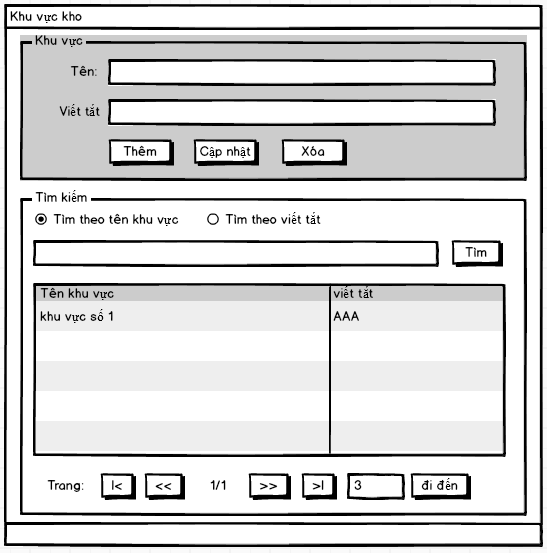 Khu vực kho
Khu vực
Tên:
Viết tắt
Thêm Cập nhật Xóa
Tìm kiếm
Tìm theo tên khu vực Tìm theo viết tắt
Tìm
Tên khu vực viết tắt
khu vực số 1 AAA
Trang: |< << 1/1 >> >| 3 đi đến